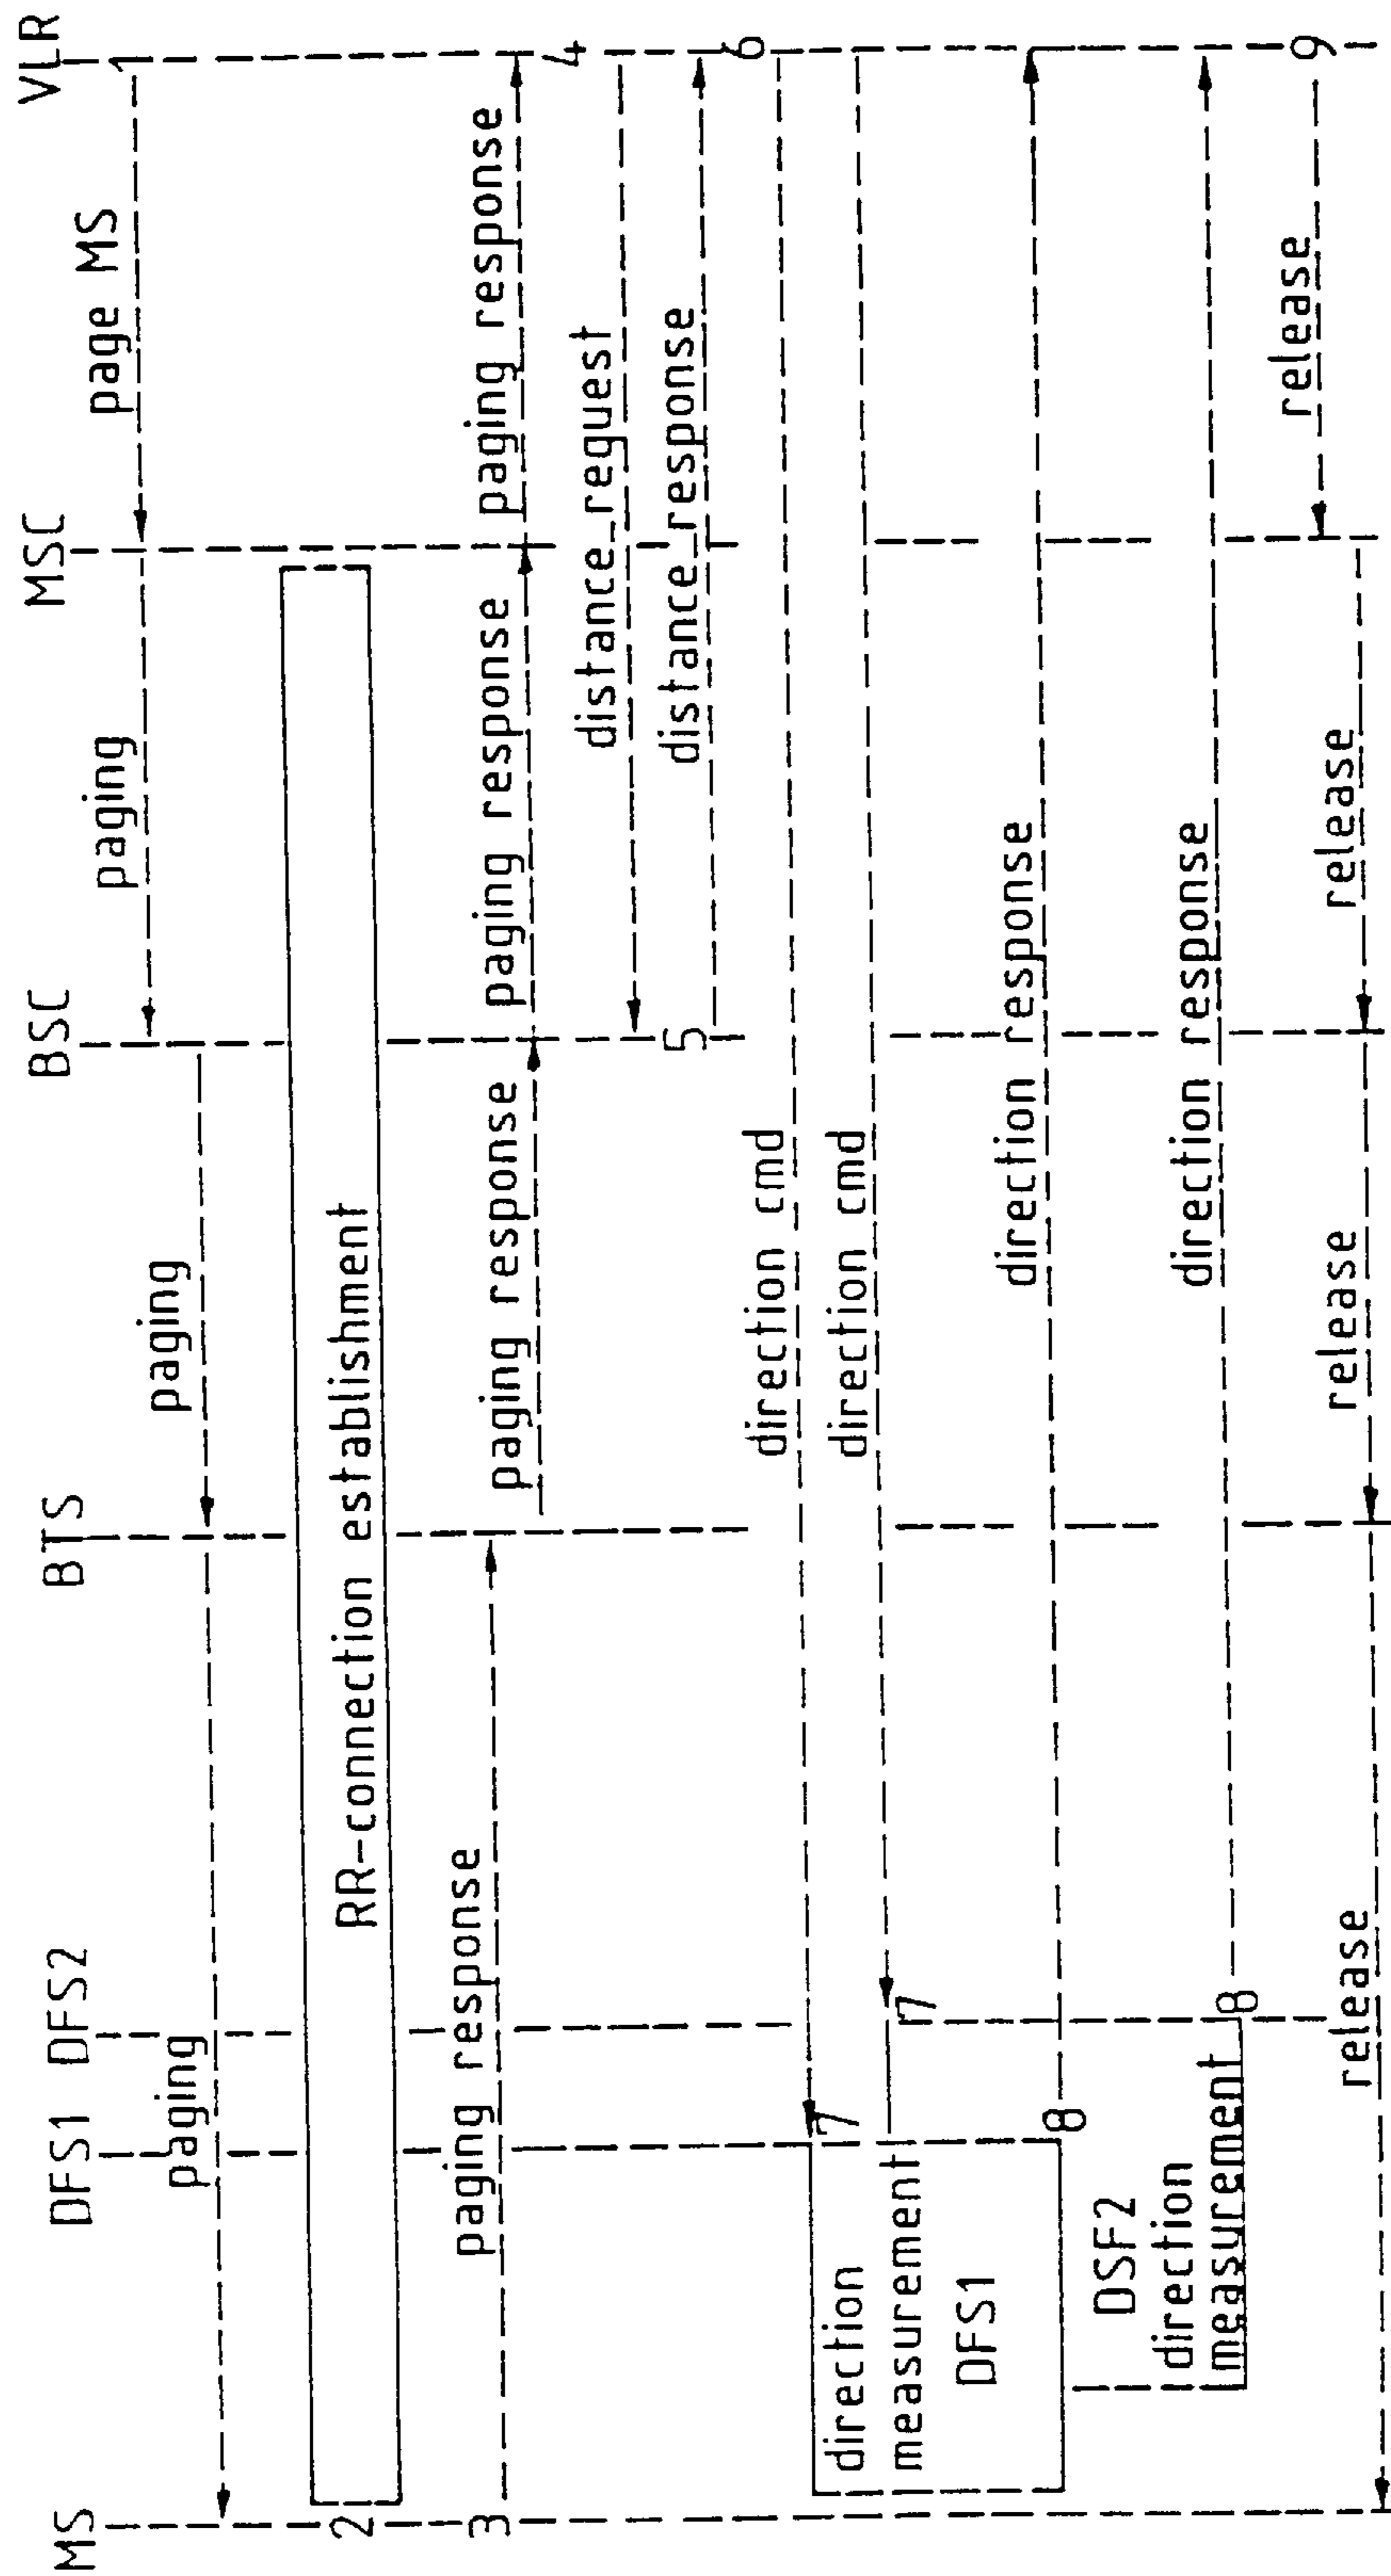 MS DFS1 DFS2 BTS BSC MSC VLR
1
page MS
paging
paging
paging
2
RR-connection establishment
3
paging response
paging response
paging response
paging response
4
distance_request
5
distance_response
6
direction cmd
7
direction cmd
7
direction
measurement
DFS1
8
direction response
DSF2
direction
measurement
8
direction response
9
release
release
release
release